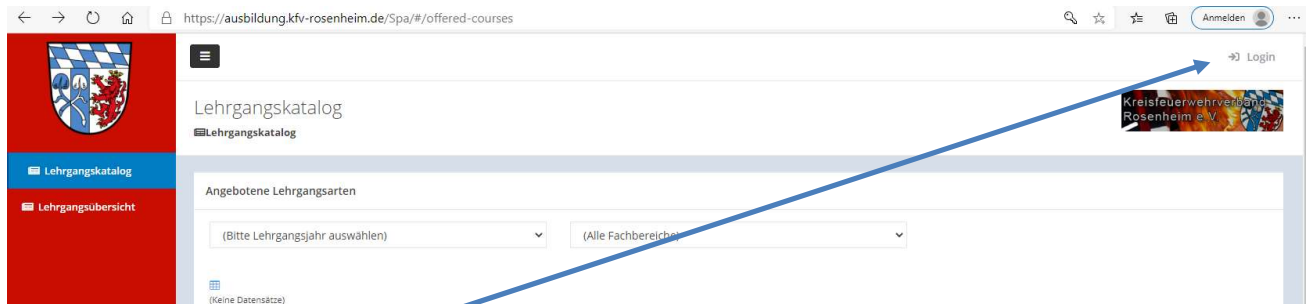 https://ausbildung.kfv-rosenheim.de/Spa/#/offered-courses
Anmelden
Login
Lehrgangskatalog
Lehrgangskatalog
Kreisfeuerwehrverband
Rosenheim e.V.
Lehrgangskatalog
Lehrgangsübersicht
Angebotene Lehrgangsarten
(Bitte Lehrgangsjahr auswählen)
(Alle Fachbereiche)
(Keine Datensätze)